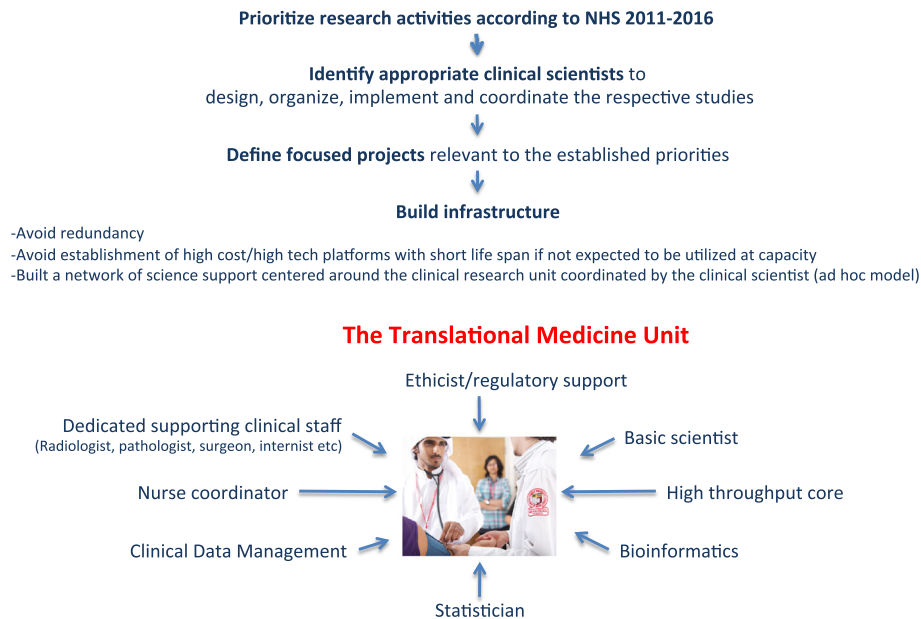 Prioritize research activities according to NHS 2011-2016
Identify appropriate clinical scientists to
design, organize, implement and coordinate the respective studies
Define focused projects relevant to the established priorities
Build infrastructure
-Avoid redundancy
-Avoid establishment of high cost/high tech platforms with short life span if not expected to be utilized at capacity
-Built a network of science support centered around the clinical research unit coordinated by the clinical scientist (ad hoc model)
The Translational Medicine Unit
Ethicist/regulatory support
Dedicated supporting clinical staff
(Radiologist, pathologist, surgeon, internist etc)
Basic scientist
Nurse coordinator
High throughput core
Clinical Data Management
Bioinformatics
Statistician